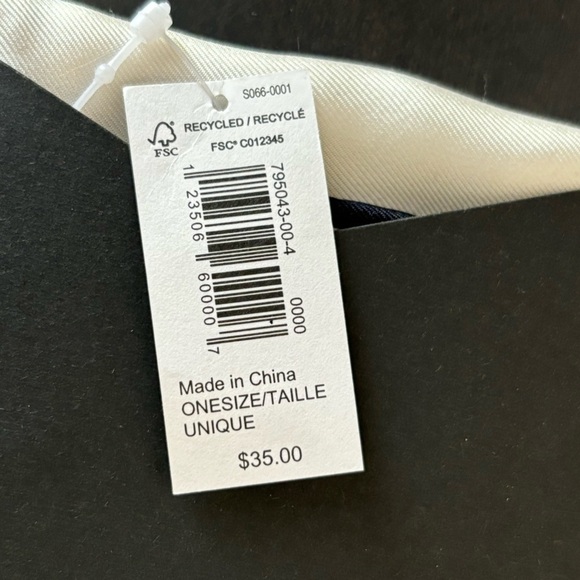 S066-0001
RECYCLED / RECYCLÉ
FSC® C012345
FSC
795043-00-4
0000
1 23506 60000 7
Made in China
ONESIZE/TAILLE
UNIQUE
$35.00